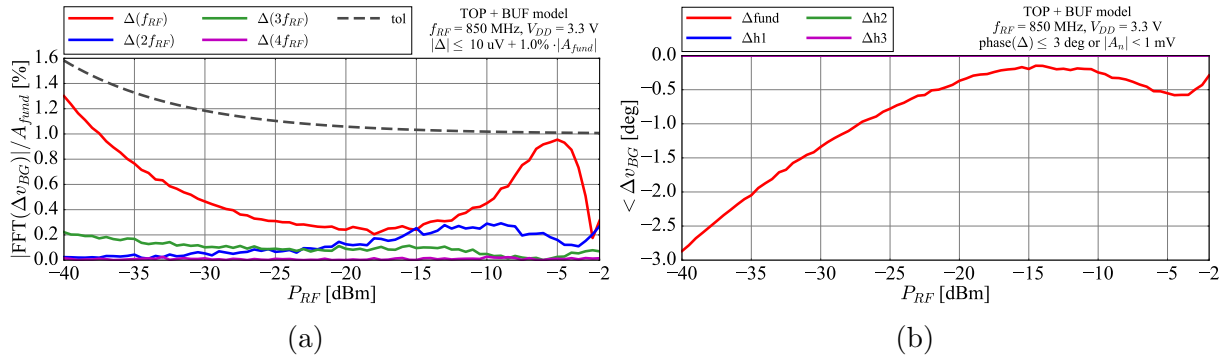 Δ(f_RF) Δ(3f_RF) tol
Δ(2f_RF) Δ(4f_RF)
TOP + BUF model
f_RF = 850 MHz, V_DD = 3.3 V
|Δ| ≤ 10 uV + 1.0% ·|A_fund|
|FFT(Δv_BG)|/A_fund [%]
1.6
1.4
1.2
1.0
0.8
0.6
0.4
0.2
0.0
−40 −35 −30 −25 −20 −15 −10 −5 −2
P_RF [dBm]
(a)
Δfund Δh2
Δh1 Δh3
TOP + BUF model
f_RF = 850 MHz, V_DD = 3.3 V
phase(Δ) ≤ 3 deg or |A_n| < 1 mV
< Δv_BG [deg]
0.0
−0.5
−1.0
−1.5
−2.0
−2.5
−3.0
−40 −35 −30 −25 −20 −15 −10 −5 −2
P_RF [dBm]
(b)